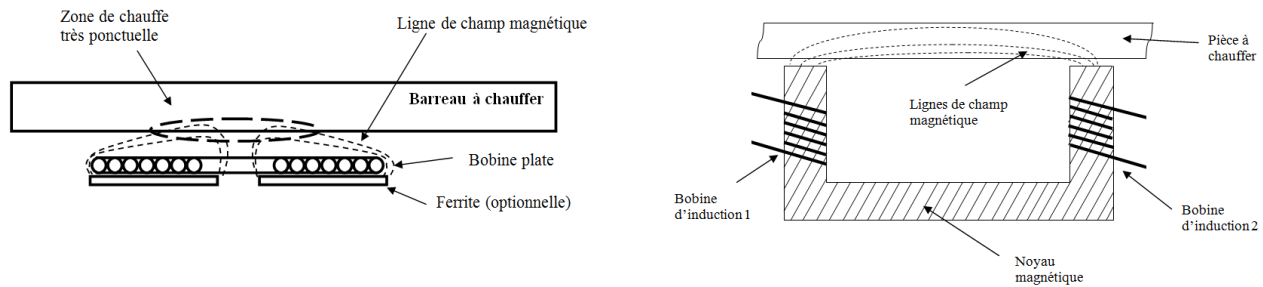 Zone de chauffe
très ponctuelle
Ligne de champ magnétique
Barreau à chauffer
Bobine plate
Ferrite (optionnelle)
Pièce à
chauffer
Lignes de champ
magnétique
Bobine
d'induction 1
Bobine
d'induction 2
Noyau
magnétique